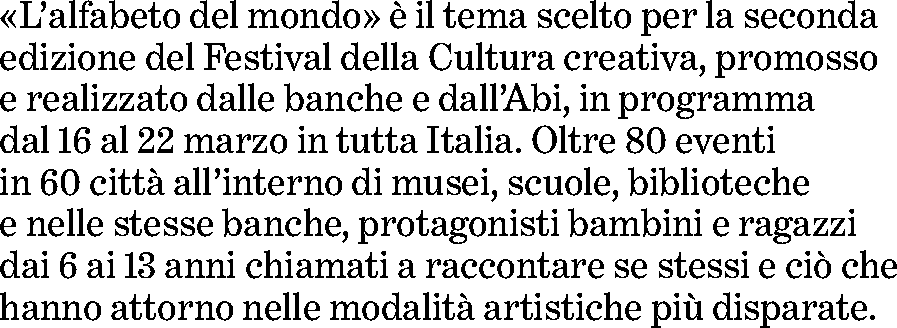 «L’alfabeto del mondo» è il tema scelto per la seconda
edizione del Festival della Cultura creativa, promosso
e realizzato dalle banche e dall’Abi, in programma
dal 16 al 22 marzo in tutta Italia. Oltre 80 eventi
in 60 città all’interno di musei, scuole, biblioteche
e nelle stesse banche, protagonisti bambini e ragazzi
dai 6 ai 13 anni chiamati a raccontare se stessi e ciò che
hanno attorno nelle modalità artistiche più disparate.